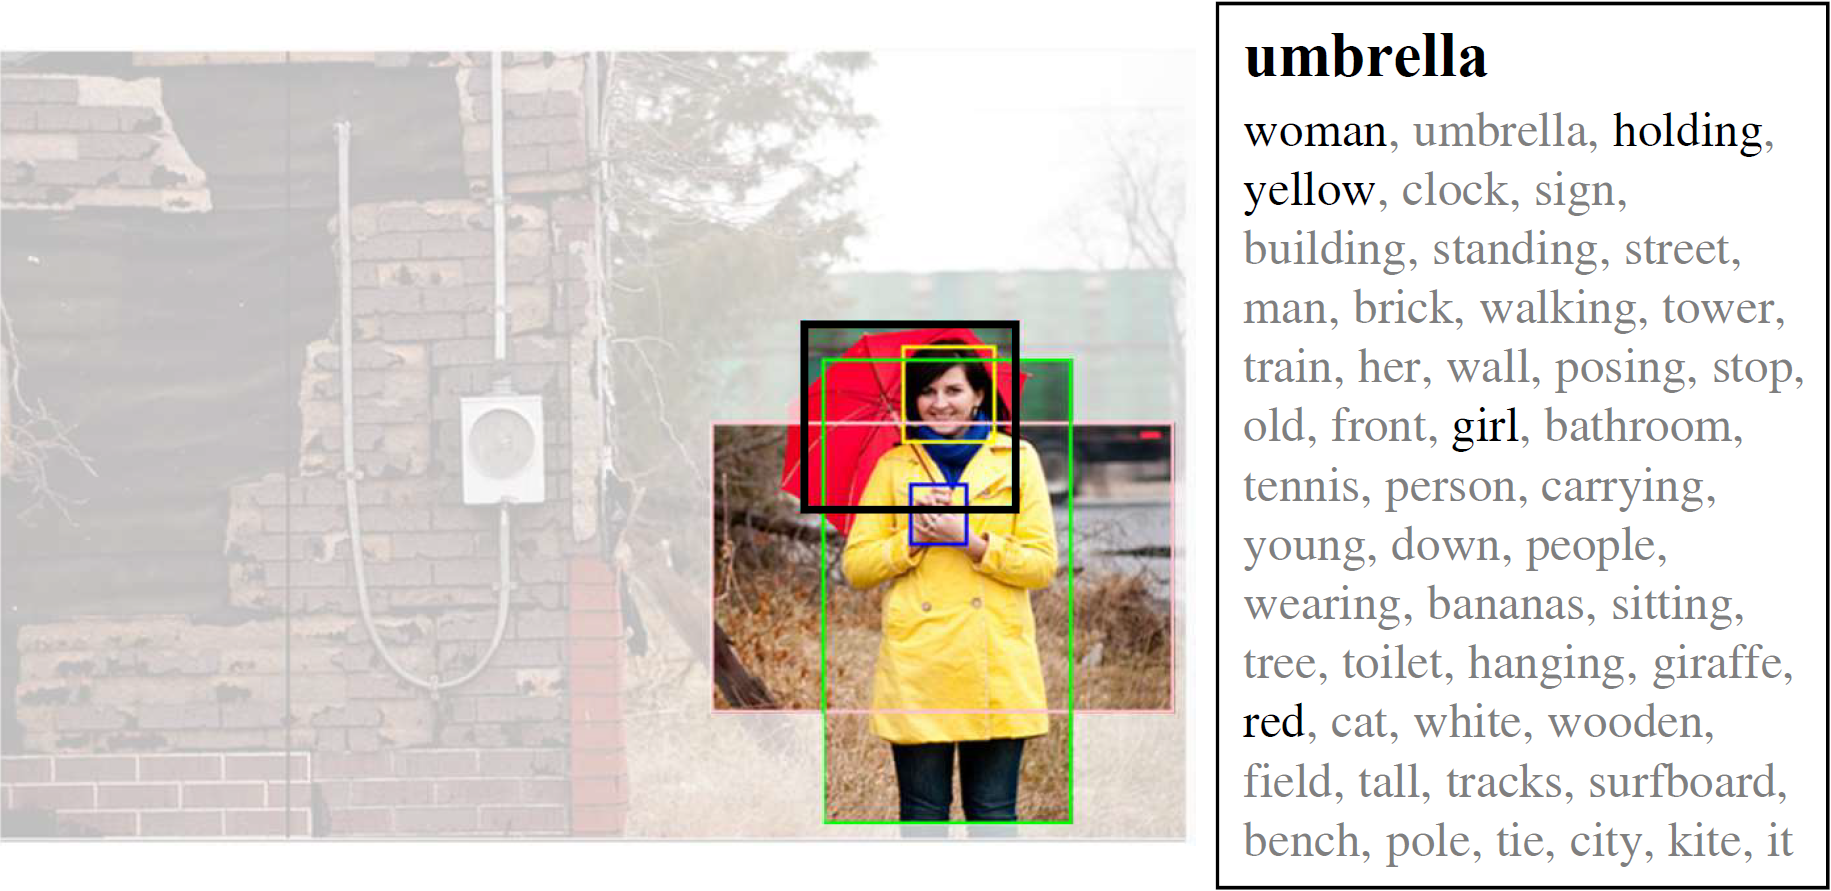 umbrella
woman, umbrella, holding,
yellow, clock, sign,
building, standing, street,
man, brick, walking, tower,
train, her, wall, posing, stop,
old, front, girl, bathroom,
tennis, person, carrying,
young, down, people,
wearing, bananas, sitting,
tree, toilet, hanging, giraffe,
red, cat, white, wooden,
field, tall, tracks, surfboard,
bench, pole, tie, city, kite, it